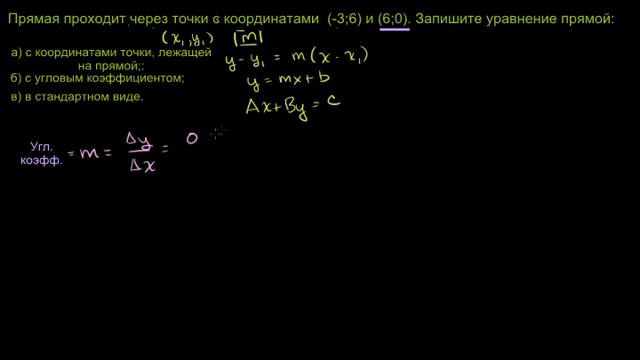 Прямая проходит через точки с координатами (-3;6) и (6;0). Запишите уравнение прямой:
(x₁,y₁) |m|
а) с координатами точки, лежащей на прямой;: y - y₁ = m(x - x₁)
б) с угловым коэффициентом; y = mx + b
в) в стандартном виде. Ax + By = C
Угл. коэфф. = m = Δy/Δx = 0